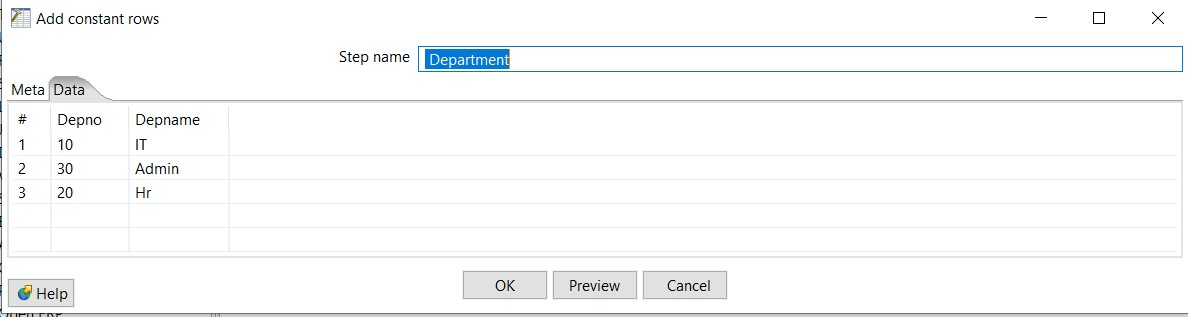 Add constant rows
Step name Department
Meta Data
# Depno Depname
1 10 IT
2 30 Admin
3 20 Hr
OK Preview Cancel
Help